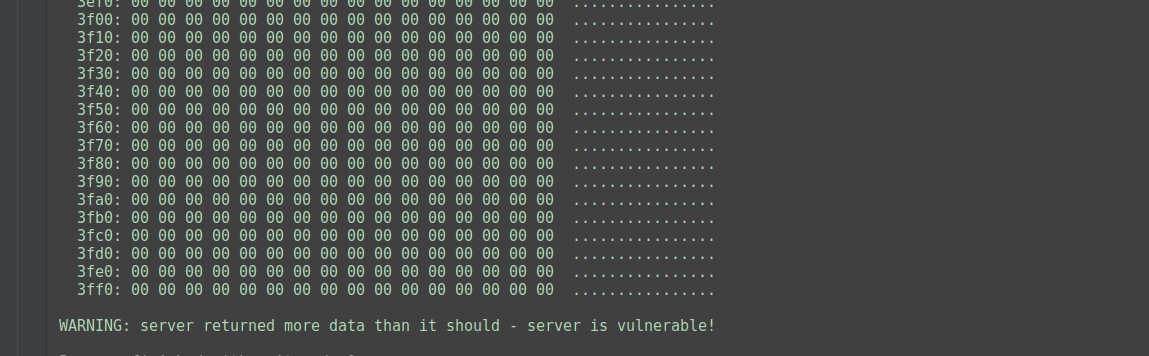 3ef0: 00 00 00 00 00 00 00 00 00 00 00 00 00 00 00 00  ................
3f00: 00 00 00 00 00 00 00 00 00 00 00 00 00 00 00 00  ................
3f10: 00 00 00 00 00 00 00 00 00 00 00 00 00 00 00 00  ................
3f20: 00 00 00 00 00 00 00 00 00 00 00 00 00 00 00 00  ................
3f30: 00 00 00 00 00 00 00 00 00 00 00 00 00 00 00 00  ................
3f40: 00 00 00 00 00 00 00 00 00 00 00 00 00 00 00 00  ................
3f50: 00 00 00 00 00 00 00 00 00 00 00 00 00 00 00 00  ................
3f60: 00 00 00 00 00 00 00 00 00 00 00 00 00 00 00 00  ................
3f70: 00 00 00 00 00 00 00 00 00 00 00 00 00 00 00 00  ................
3f80: 00 00 00 00 00 00 00 00 00 00 00 00 00 00 00 00  ................
3f90: 00 00 00 00 00 00 00 00 00 00 00 00 00 00 00 00  ................
3fa0: 00 00 00 00 00 00 00 00 00 00 00 00 00 00 00 00  ................
3fb0: 00 00 00 00 00 00 00 00 00 00 00 00 00 00 00 00  ................
3fc0: 00 00 00 00 00 00 00 00 00 00 00 00 00 00 00 00  ................
3fd0: 00 00 00 00 00 00 00 00 00 00 00 00 00 00 00 00  ................
3fe0: 00 00 00 00 00 00 00 00 00 00 00 00 00 00 00 00  ................
3ff0: 00 00 00 00 00 00 00 00 00 00 00 00 00 00 00 00  ................
WARNING: server returned more data than it should - server is vulnerable!